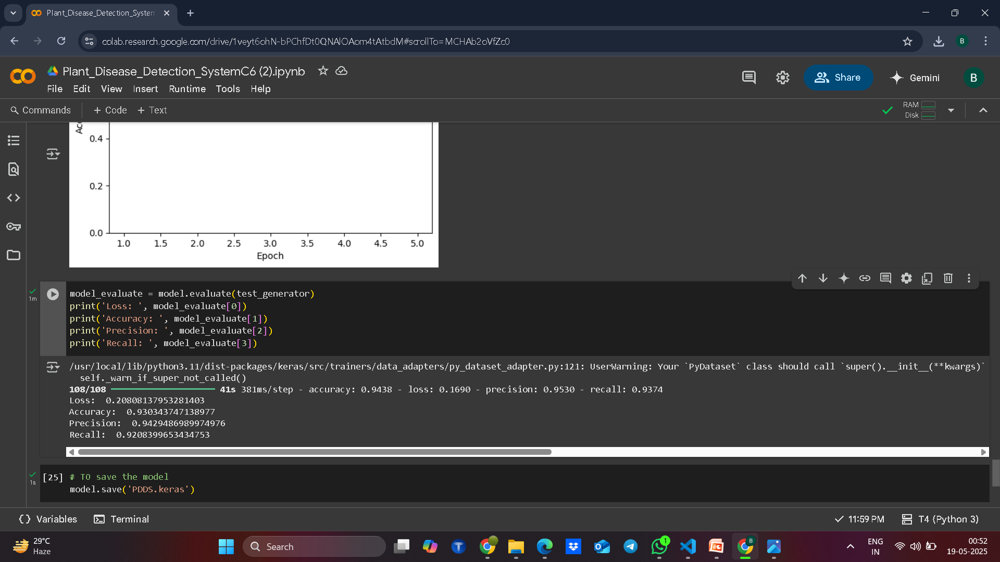 Plant_Disease_Detection_System
colab.research.google.com/drive/1veyt6ohN-bPChfDt0QNAlOAom4tAtbdM#scrollTo=MCHAb2oVfZc0
B
Plant_Disease_Detection_SystemC6 (2).ipynb
File Edit View Insert Runtime Tools Help
Share
Gemini
B
Commands + Code + Text
RAM
Disk
0.4
0.2
0.0
1.0 1.5 2.0 2.5 3.0 3.5 4.0 4.5 5.0
Epoch
1m
model_evaluate = model.evaluate(test_generator)
print('Loss: ', model_evaluate[0])
print('Accuracy: ', model_evaluate[1])
print('Precision: ', model_evaluate[2])
print('Recall: ', model_evaluate[3])
/usr/local/lib/python3.11/dist-packages/keras/src/trainers/data_adapters/py_dataset_adapter.py:121: UserWarning: Your `PyDataset` class should call `super().__init__(**kwargs)`
self._warn_if_super_not_called()
108/108 41s 381ms/step - accuracy: 0.9438 - loss: 0.1690 - precision: 0.9530 - recall: 0.9374
Loss:  0.20808137953281403
Accuracy:  0.930343747138977
Precision:  0.9429486989974976
Recall:  0.9208399653434753
1s
[25] # TO save the model
model.save('PDDS.keras')
Variables Terminal
11:59 PM T4 (Python 3)
29°C
Haze
Search
1
B
ENG
IN
00:52
19-05-2025